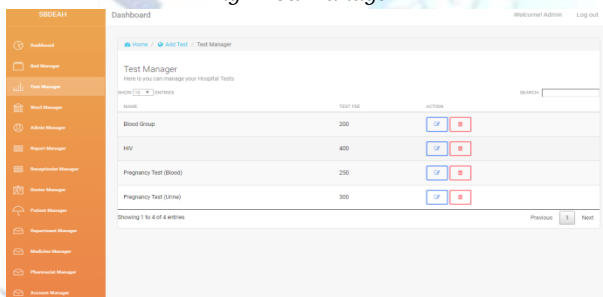 SBDEAH
Dashboard
Welcome! Admin
Log out
Dashboard
Bed Manager
Test Manager
Ward Manager
Admin Manager
Report Manager
Receptionist Manager
Doctor Manager
Patient Manager
Department Manager
Medicine Manager
Pharmacist Manager
Account Manager
Home / Add Test / Test Manager
Test Manager
Here is you can manage your Hospital Tests
SHOW 10 ENTRIES
SEARCH:
NAME TEST FEE ACTION
Blood Group 200
HIV 400
Pregnancy Test (Blood) 250
Pregnancy Test (Urine) 300
Showing 1 to 4 of 4 entries
Previous 1 Next